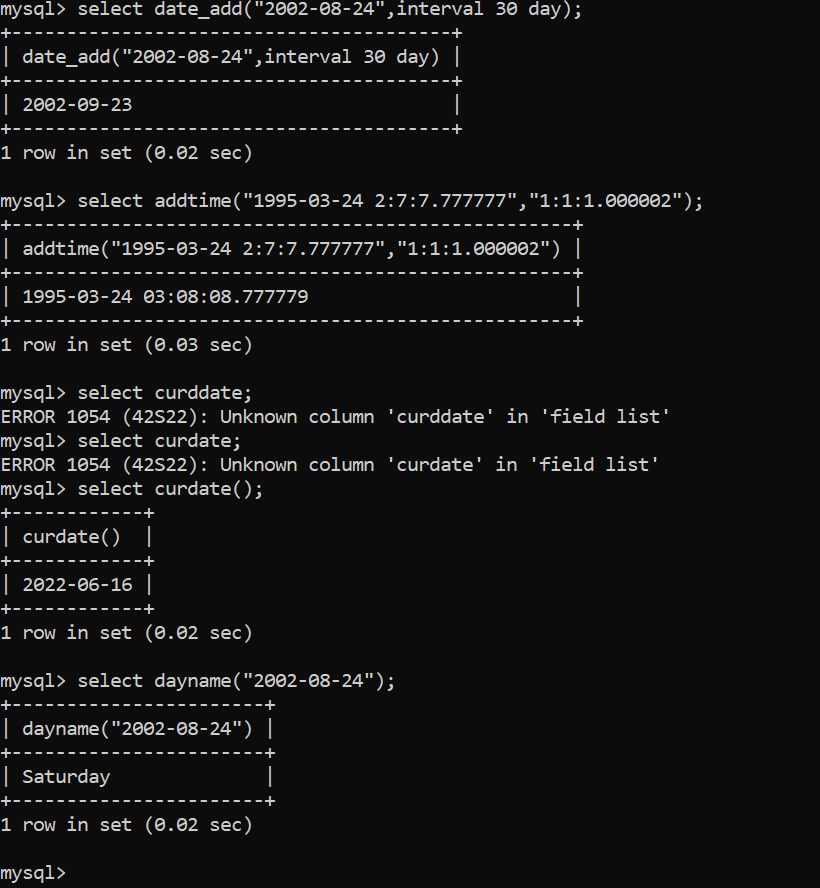 mysql> select date_add("2002-08-24",interval 30 day);
+----------------------------------------+
| date_add("2002-08-24",interval 30 day) |
+----------------------------------------+
| 2002-09-23                             |
+----------------------------------------+
1 row in set (0.02 sec)

mysql> select addtime("1995-03-24 2:7:7.777777","1:1:1.000002");
+---------------------------------------------------+
| addtime("1995-03-24 2:7:7.777777","1:1:1.000002") |
+---------------------------------------------------+
| 1995-03-24 03:08:08.777779                        |
+---------------------------------------------------+
1 row in set (0.03 sec)

mysql> select curddate;
ERROR 1054 (42S22): Unknown column 'curddate' in 'field list'
mysql> select curdate;
ERROR 1054 (42S22): Unknown column 'curdate' in 'field list'
mysql> select curdate();
+------------+
| curdate()  |
+------------+
| 2022-06-16 |
+------------+
1 row in set (0.02 sec)

mysql> select dayname("2002-08-24");
+-----------------------+
| dayname("2002-08-24") |
+-----------------------+
| Saturday              |
+-----------------------+
1 row in set (0.02 sec)

mysql>